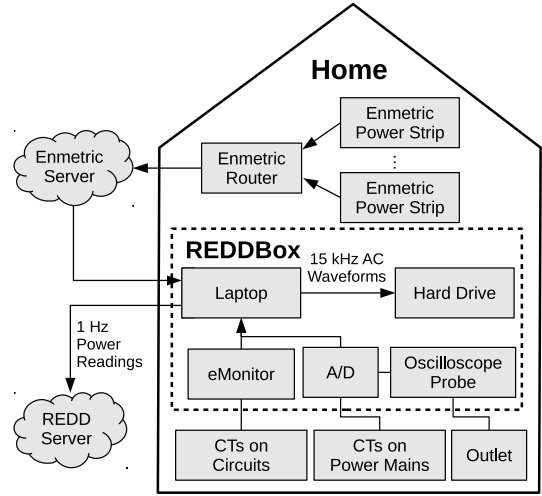 Home
Enmetric
Power Strip
Enmetric
Server
Enmetric
Router
Enmetric
Power Strip
REDDBox
15 kHz AC
Waveforms
Laptop
Hard Drive
1 Hz
Power
Readings
eMonitor
A/D
Oscilloscope
Probe
REDD
Server
CTs on
Circuits
CTs on
Power Mains
Outlet